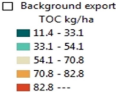 Background export
TOC kg/ha
11.4 - 33.1
33.1 - 54.1
54.1 - 70.8
70.8 - 82.8
82.8 ---